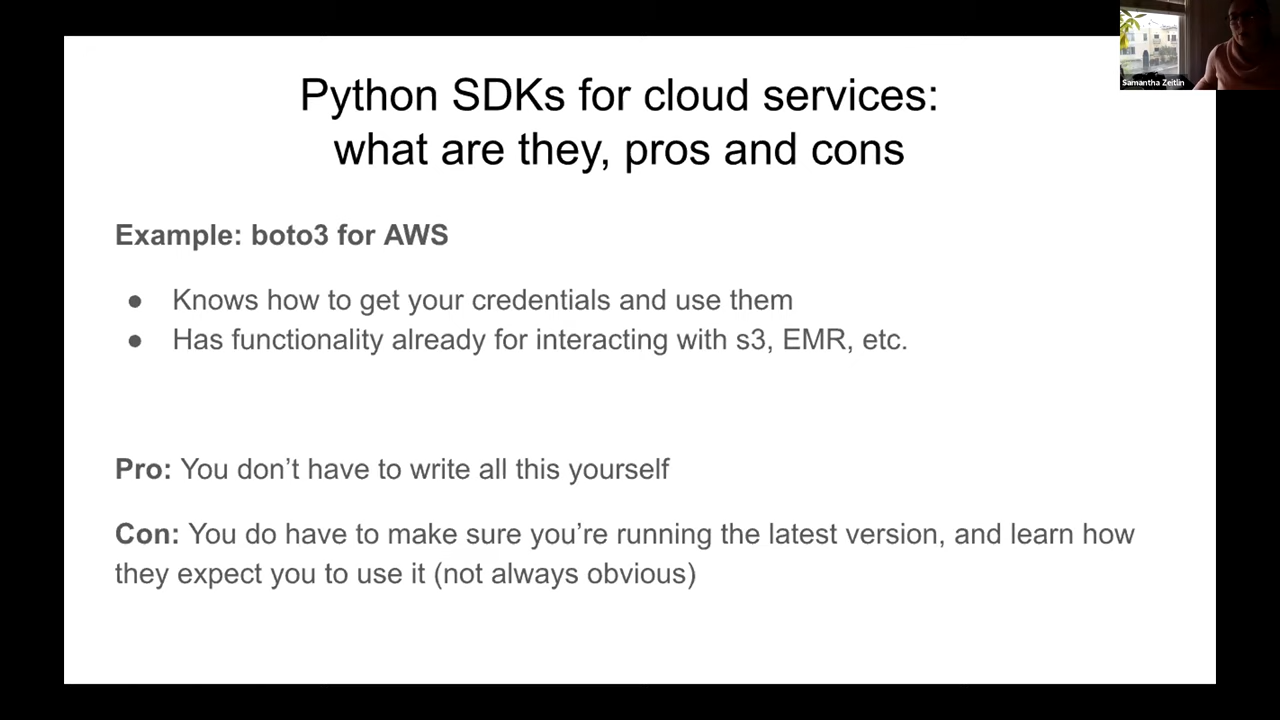 Python SDKs for cloud services:
what are they, pros and cons
Samantha Zeitlin
Example: boto3 for AWS
● Knows how to get your credentials and use them
● Has functionality already for interacting with s3, EMR, etc.
Pro: You don’t have to write all this yourself
Con: You do have to make sure you’re running the latest version, and learn how
they expect you to use it (not always obvious)